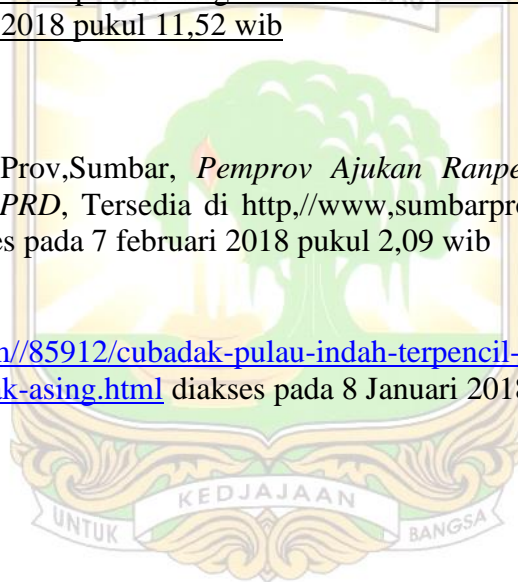 2018 pukul 11,52 wib
Prov,Sumbar, Pemprov Ajukan Ranpe
PRD, Tersedia di http,//www,sumbarpro
es pada 7 februari 2018 pukul 2,09 wib
n//85912/cubadak-pulau-indah-terpencil-
ak-asing.html diakses pada 8 Januari 2018
KEDJAJAAN
UNTUK
BANGSA